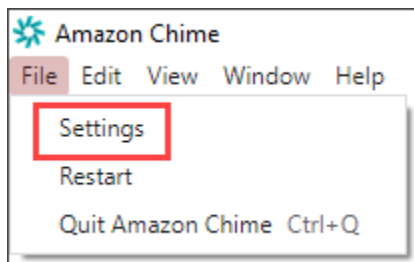 Amazon Chime
File Edit View Window Help
Settings
Restart
Quit Amazon Chime Ctrl+Q